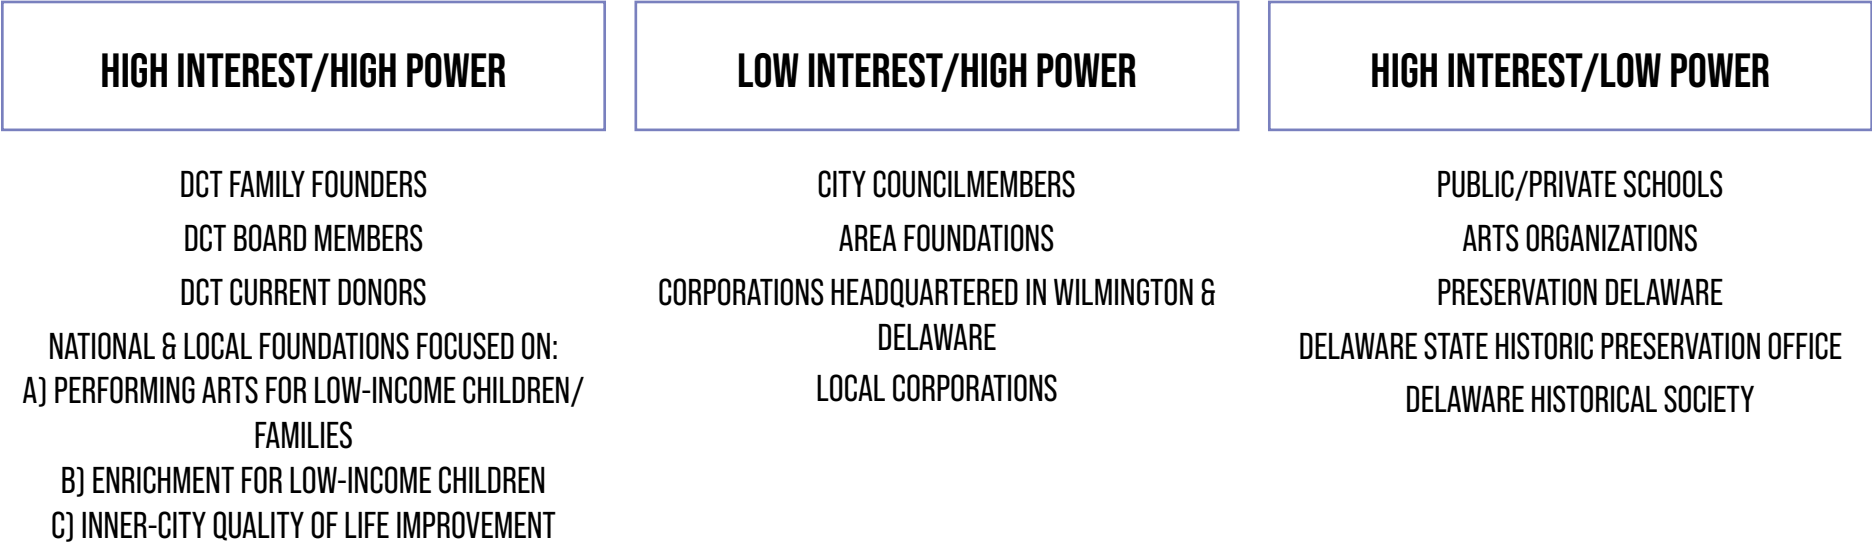 HIGH INTEREST/HIGH POWER
DCT FAMILY FOUNDERS
DCT BOARD MEMBERS
DCT CURRENT DONORS
NATIONAL & LOCAL FOUNDATIONS FOCUSED ON:
A) PERFORMING ARTS FOR LOW-INCOME CHILDREN/
FAMILIES
B) ENRICHMENT FOR LOW-INCOME CHILDREN
C) INNER-CITY QUALITY OF LIFE IMPROVEMENT
LOW INTEREST/HIGH POWER
CITY COUNCILMEMBERS
AREA FOUNDATIONS
CORPORATIONS HEADQUARTERED IN WILMINGTON &
DELAWARE
LOCAL CORPORATIONS
HIGH INTEREST/LOW POWER
PUBLIC/PRIVATE SCHOOLS
ARTS ORGANIZATIONS
PRESERVATION DELAWARE
DELAWARE STATE HISTORIC PRESERVATION OFFICE
DELAWARE HISTORICAL SOCIETY